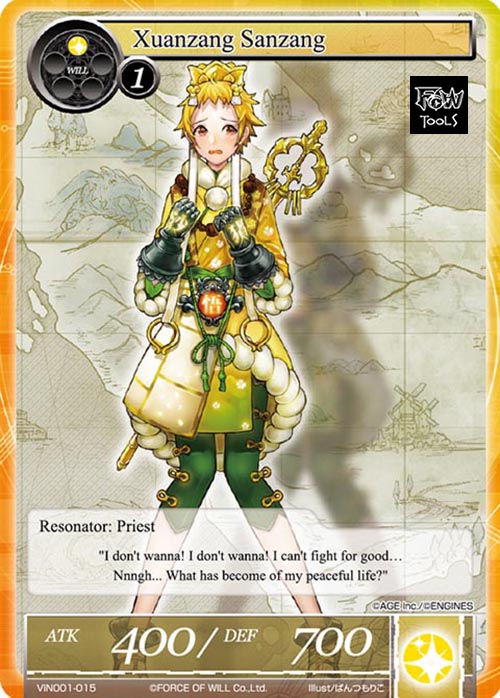 Xuanzang Sanzang
WILL
1
FoW
TOOLS
悟
Resonator: Priest
"I don't wanna! I don't wanna! I can't fight for good…
Nnngh... What has become of my peaceful life?"
©AGE Inc./©ENGINES
ATK 400 / DEF 700
VIN001-015 ©FORCE OF WILL Co.,Ltd. Illust/ばんつもりこ